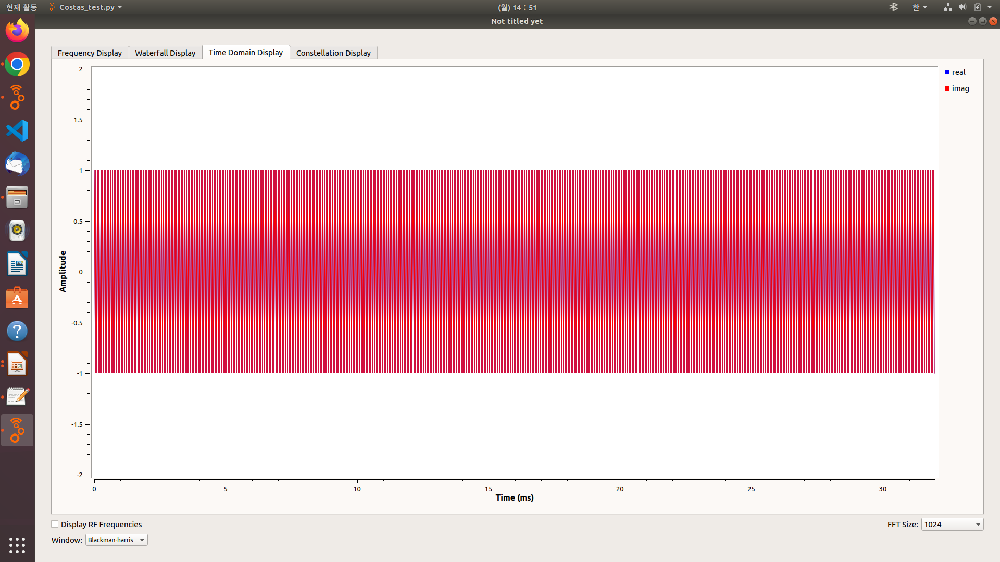 현재 활동
Costas_test.py
(월) 14 : 51
한
Not titled yet
Frequency Display
Waterfall Display
Time Domain Display
Constellation Display
2
1.5
1
0.5
0
-0.5
-1
-1.5
-2
Amplitude
real
imag
0
5
10
15
20
25
30
Time (ms)
Display RF Frequencies
FFT Size: 1024
Window: Blackman-harris